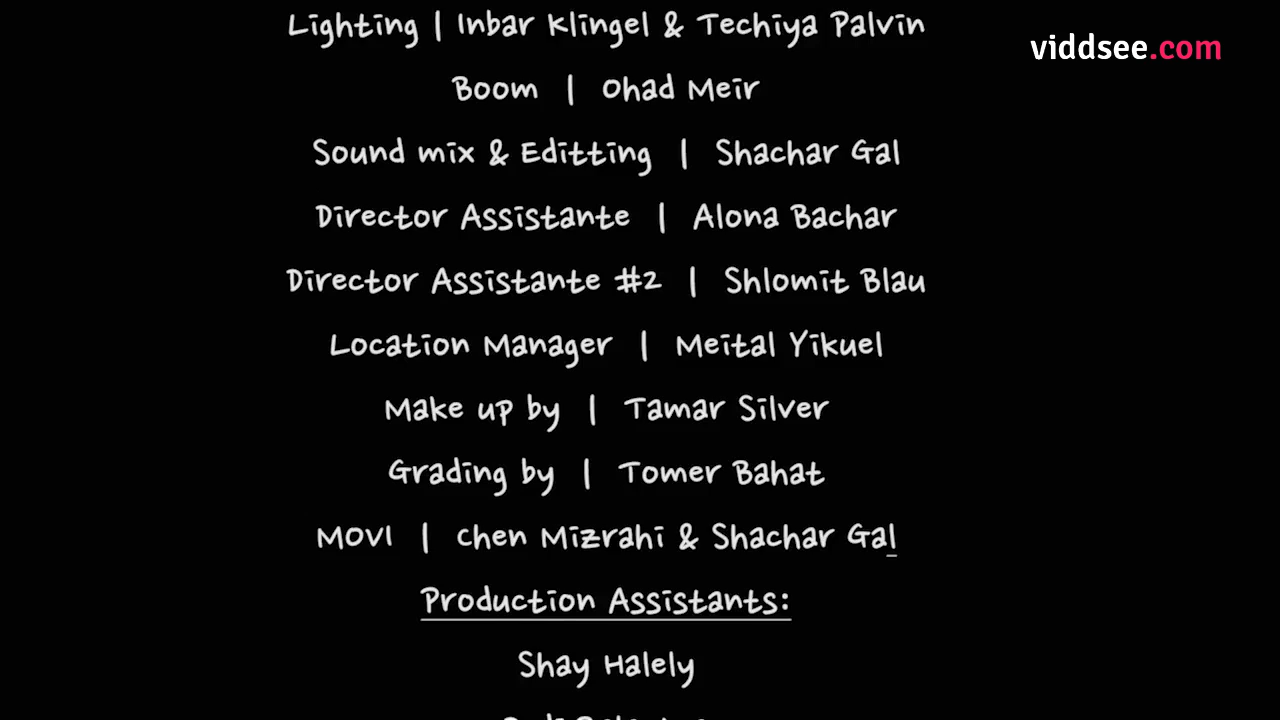 Lighting | Inbar Klingel & Techiya Palvin
viddsee.com
Boom | Ohad Meir
Sound mix & Editting | Shachar Gal
Director Assistante | Alona Bachar
Director Assistante #2 | Shlomit Blau
Location Manager | Meital Yikuel
Make up by | Tamar Silver
Grading by | Tomer Bahat
MOVI | Chen Mizrahi & Shachar Gal
Production Assistants:
Shay Halely